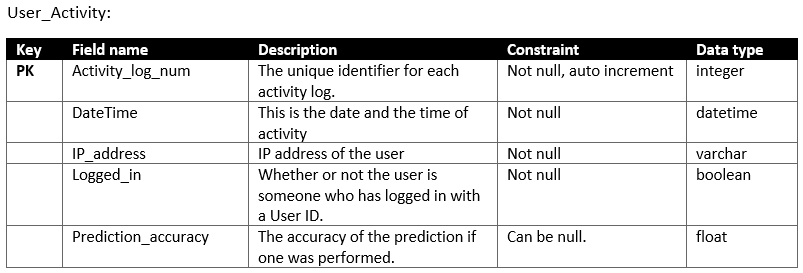 User_Activity:
Key Field name Description Constraint Data type
PK Activity_log_num The unique identifier for each Not null, auto increment integer
activity log.
DateTime This is the date and the time of Not null datetime
activity
IP_address IP address of the user Not null varchar
Logged_in Whether or not the user is Not null boolean
someone who has logged in with
a User ID.
Prediction_accuracy The accuracy of the prediction if Can be null. float
one was performed.